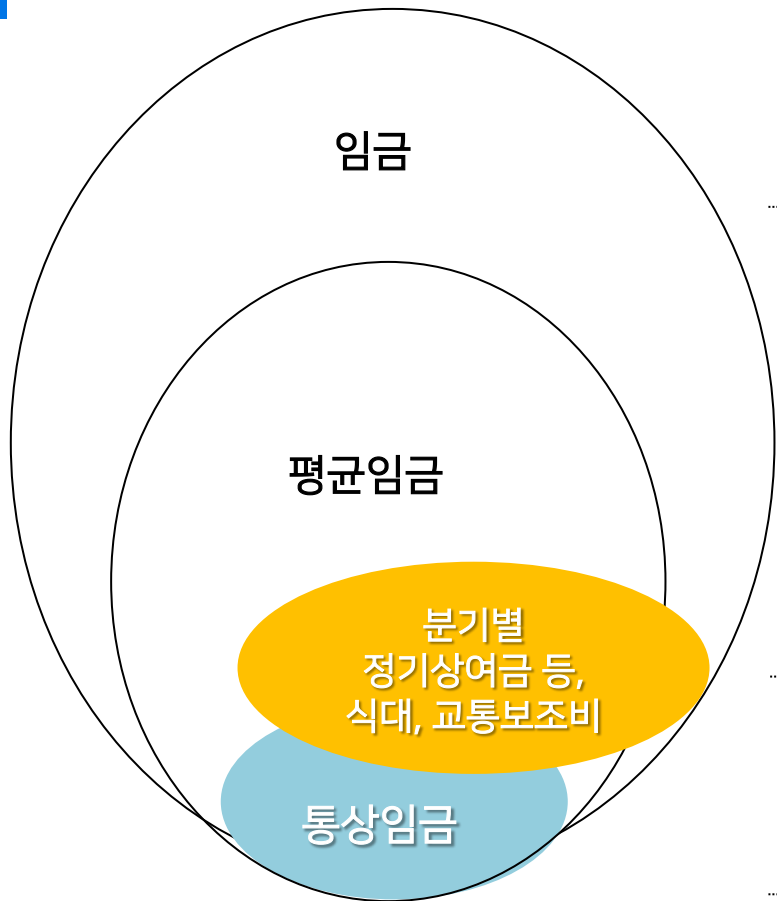 임금
평균임금
분기별
정기상여금 등,
식대, 교통보조비
통상임금